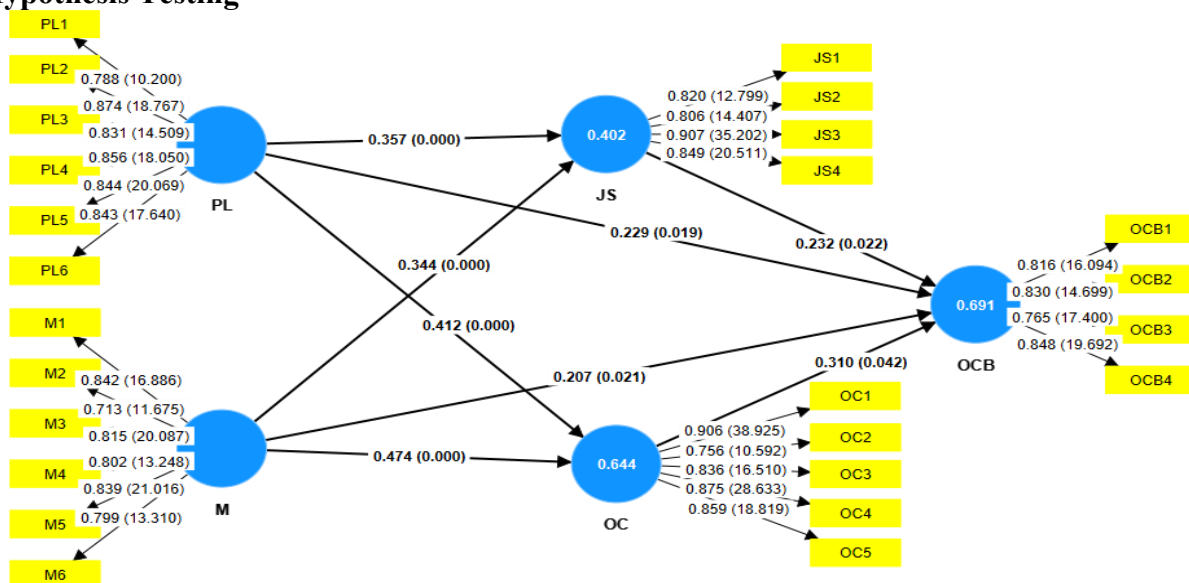 ypothesis Testing
PL1
PL2
PL3
PL4
PL5
PL6
0.788 (10.200)
0.874 (18.767)
0.831 (14.509)
0.856 (18.050)
0.844 (20.069)
0.843 (17.640)
PL
M1
M2
M3
M4
M5
M6
0.842 (16.886)
0.713 (11.675)
0.815 (20.087)
0.802 (13.248)
0.839 (21.016)
0.799 (13.310)
M
0.357 (0.000)
0.229 (0.019)
0.344 (0.000)
0.412 (0.000)
0.207 (0.021)
0.474 (0.000)
0.402
JS
0.820 (12.799)
0.806 (14.407)
0.907 (35.202)
0.849 (20.511)
JS1
JS2
JS3
JS4
0.232 (0.022)
0.310 (0.042)
0.644
OC
0.906 (38.925)
0.756 (10.592)
0.836 (16.510)
0.875 (28.633)
0.859 (18.819)
OC1
OC2
OC3
OC4
OC5
0.691
OCB
0.816 (16.094)
0.830 (14.699)
0.765 (17.400)
0.848 (19.692)
OCB1
OCB2
OCB3
OCB4